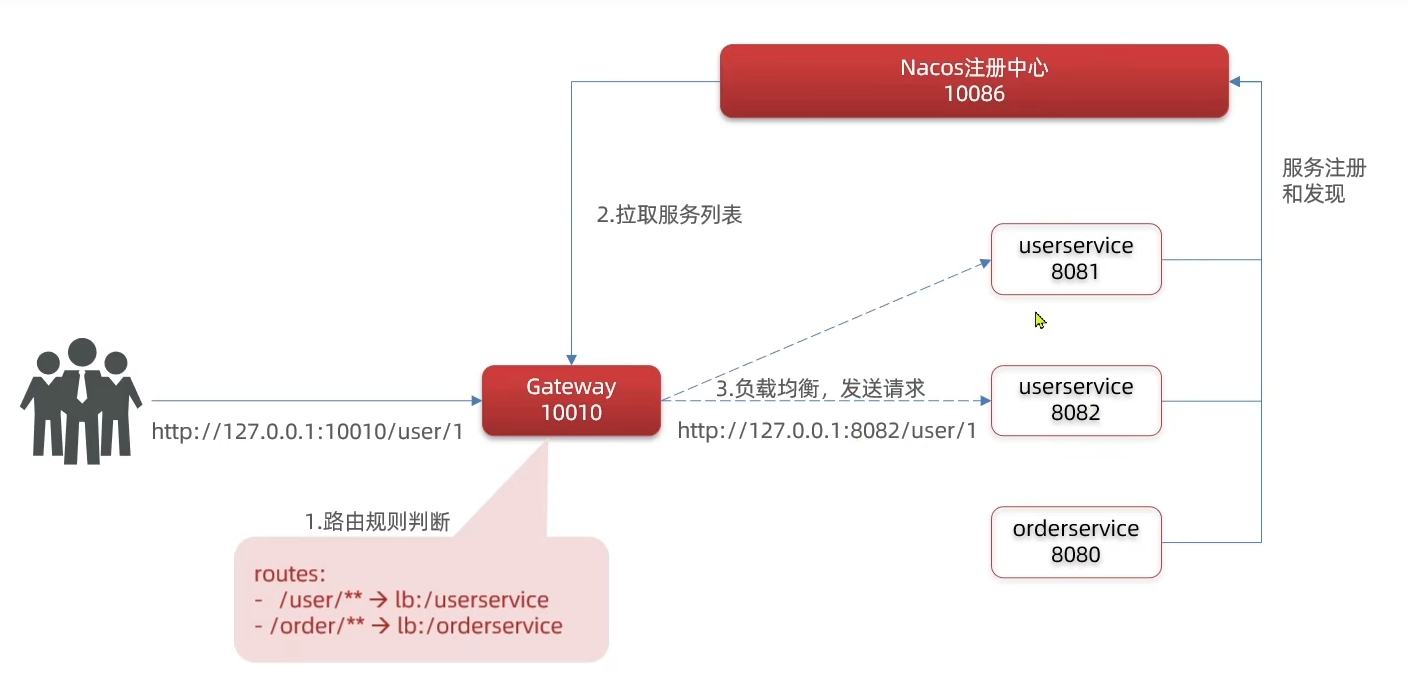 Nacos注册中心
10086
服务注册
和发现
2.拉取服务列表
userservice
8081
Gateway
10010
3.负载均衡，发送请求
userservice
8082
http://127.0.0.1:10010/user/1
http://127.0.0.1:8082/user/1
1.路由规则判断
orderservice
8080
routes:
- /user/** → lb:/userservice
- /order/** → lb:/orderservice